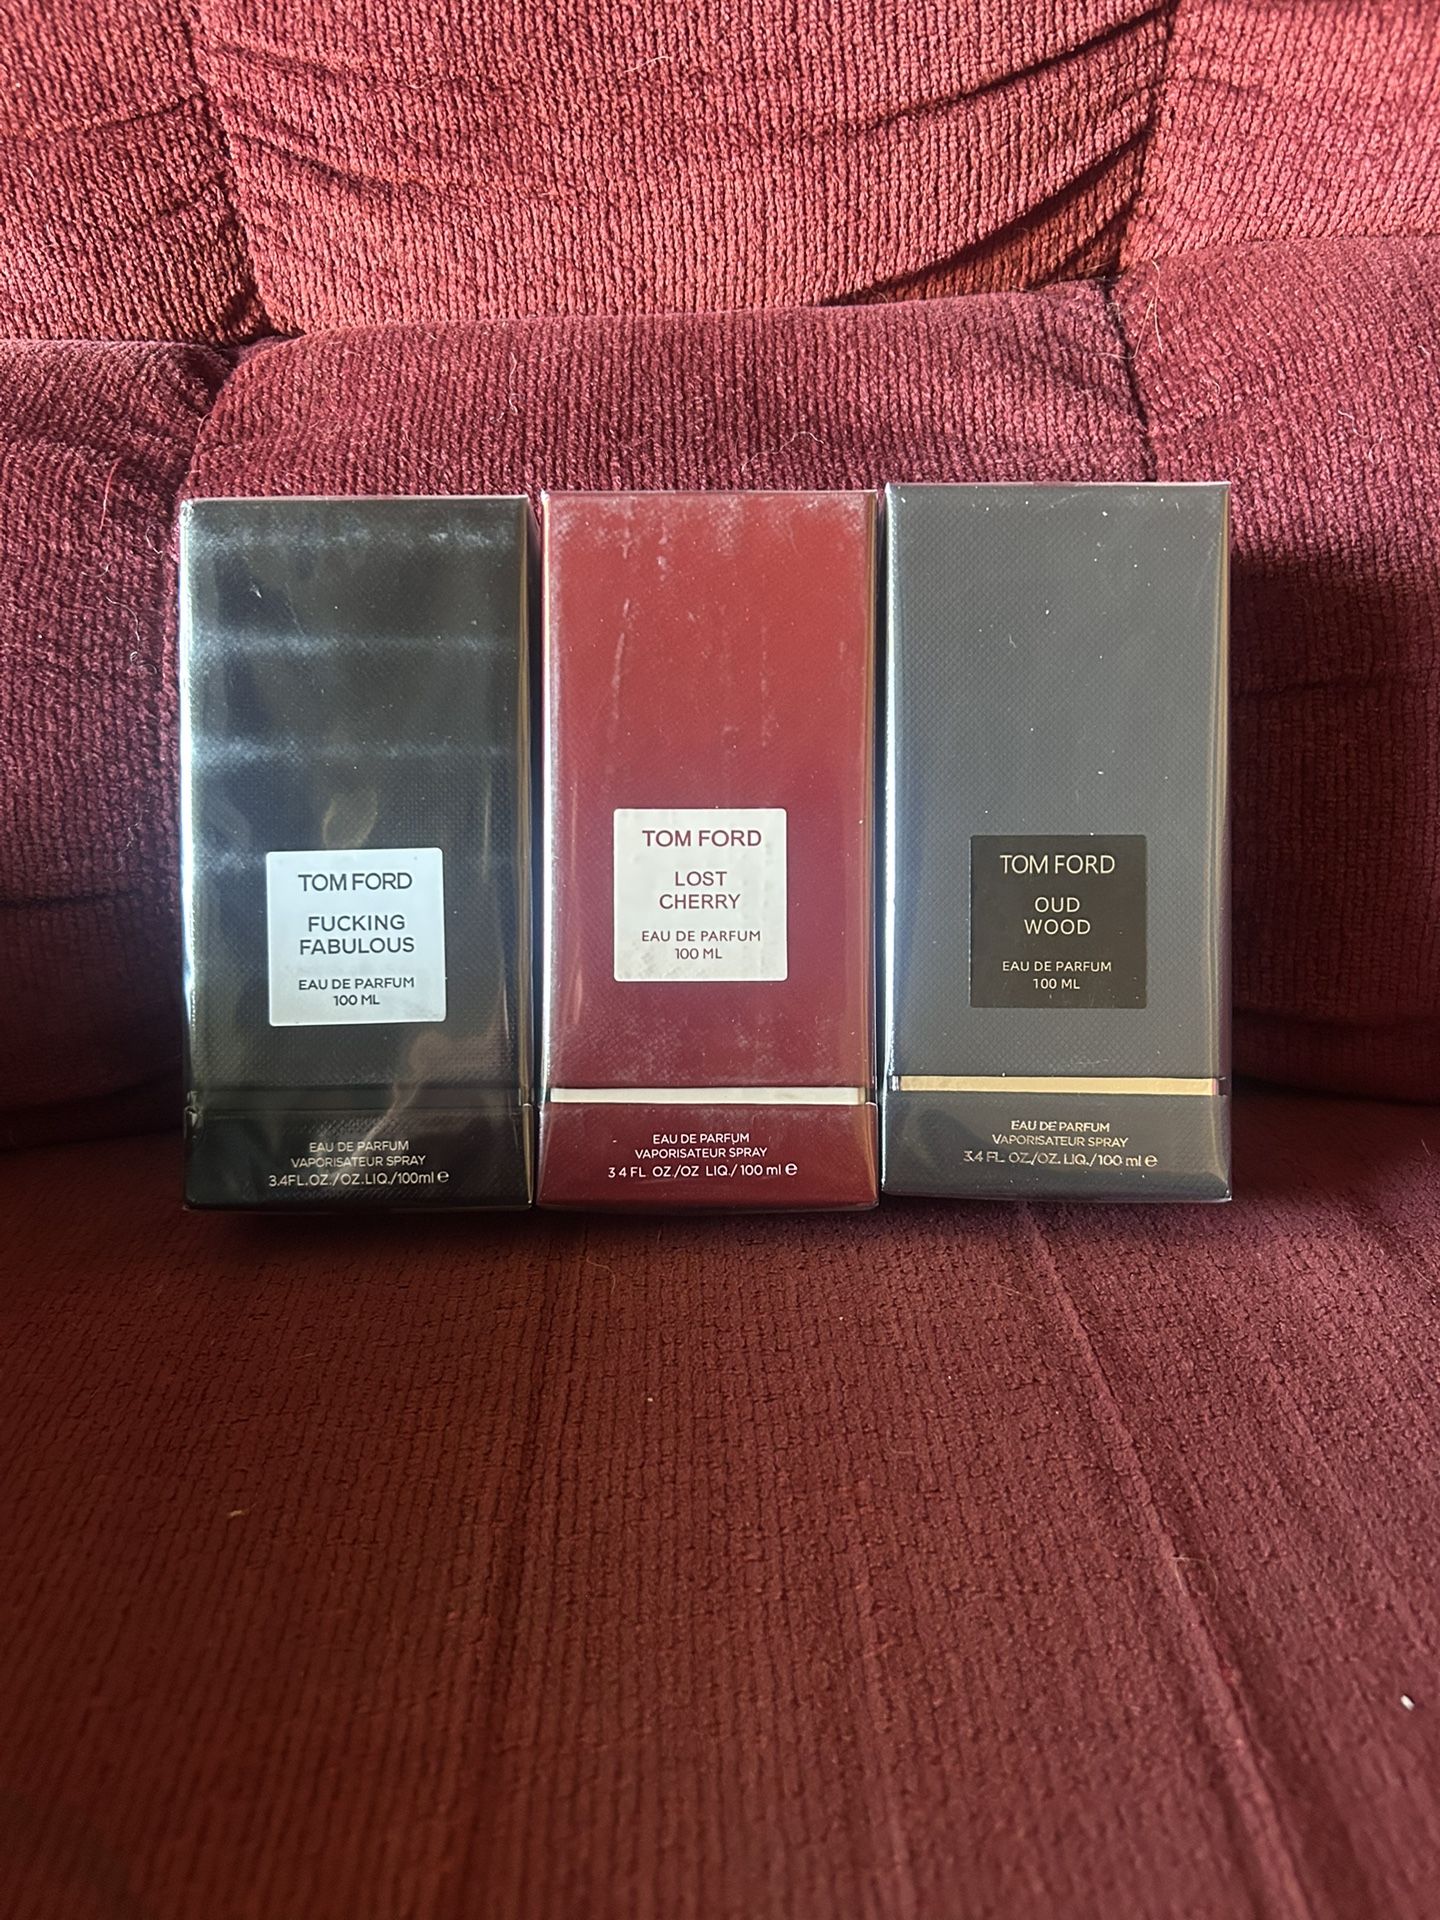 TOM FORD
FUCKING
FABULOUS
EAU DE PARFUM
100 ML
EAU DE PARFUM
VAPORISATEUR SPRAY
3.4FL.OZ./OZ.LIQ./100ml e
TOM FORD
LOST
CHERRY
EAU DE PARFUM
100 ML
EAU DE PARFUM
VAPORISATEUR SPRAY
3 4 FL OZ./OZ LIQ./ 100 ml e
TOM FORD
OUD
WOOD
EAU DE PARFUM
100 ML
EAU DE PARFUM
VAPORISATEUR SPRAY
3.4 FL OZ./OZ. LIQ./100 ml e